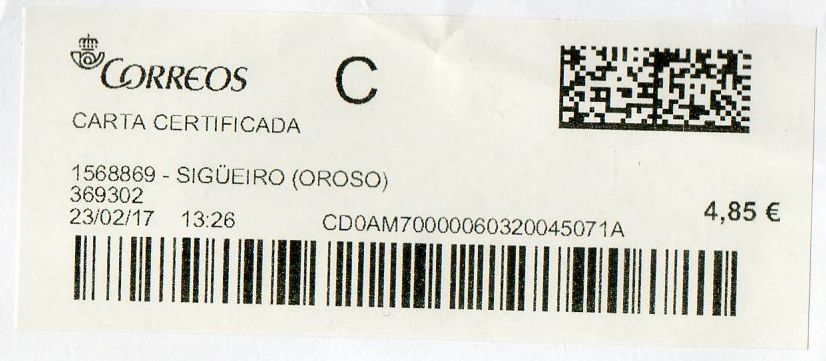 CORREOS
C
CARTA CERTIFICADA
1568869 - SIGÜEIRO (OROSO)
369302
23/02/17 13:26 CD0AM70000060320045071A
4,85 €